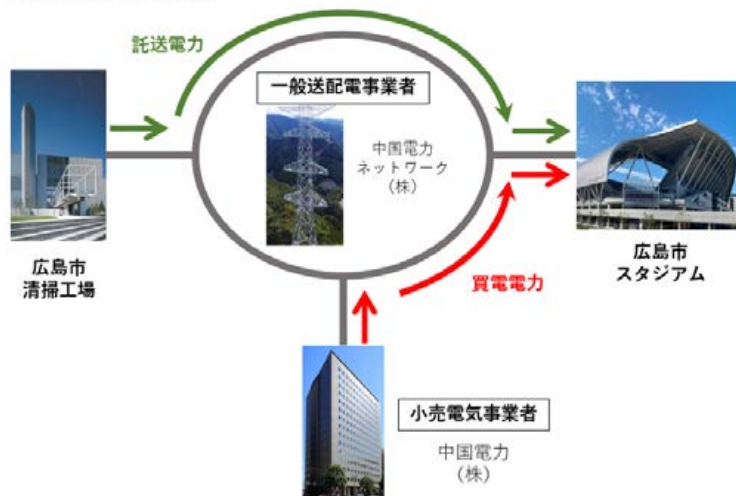 託送電力
一般送配電事業者
中国電力
ネットワーク
(株)
広島市
清掃工場
広島市
スタジアム
買電電力
小売電気事業者
中国電力
(株)